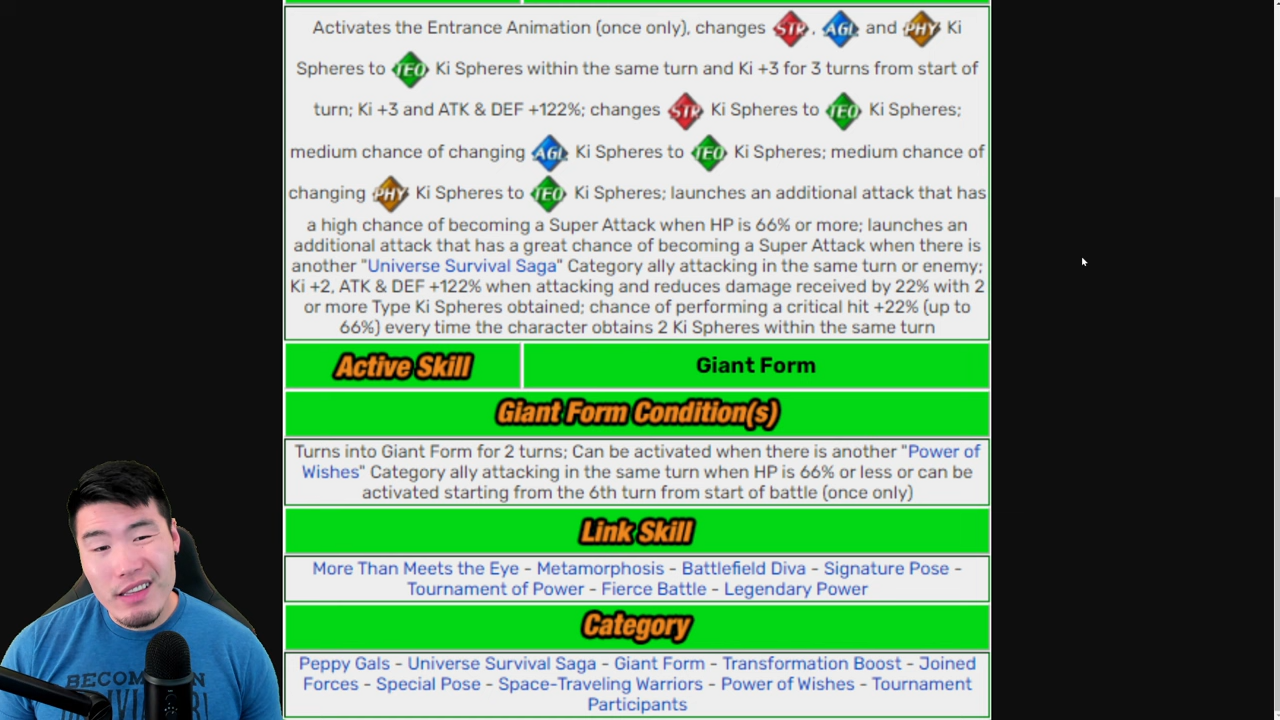 Activates the Entrance Animation (once only), changes STR, AGL and PHY Ki
Spheres to TEQ Ki Spheres within the same turn and Ki +3 for 3 turns from start of
turn; Ki +3 and ATK & DEF +122%; changes STR Ki Spheres to TEQ Ki Spheres;
medium chance of changing AGL Ki Spheres to TEQ Ki Spheres; medium chance of
changing PHY Ki Spheres to TEQ Ki Spheres; launches an additional attack that has
a high chance of becoming a Super Attack when HP is 66% or more; launches an
additional attack that has a great chance of becoming a Super Attack when there is
another "Universe Survival Saga" Category ally attacking in the same turn or enemy;
Ki +2, ATK & DEF +122% when attacking and reduces damage received by 22% with 2
or more Type Ki Spheres obtained; chance of performing a critical hit +22% (up to
66%) every time the character obtains 2 Ki Spheres within the same turn
Active Skill
Giant Form
Giant Form Condition(s)
Turns into Giant Form for 2 turns; Can be activated when there is another "Power of
Wishes" Category ally attacking in the same turn when HP is 66% or less or can be
activated starting from the 6th turn from start of battle (once only)
Link Skill
More Than Meets the Eye - Metamorphosis - Battlefield Diva - Signature Pose -
Tournament of Power - Fierce Battle - Legendary Power
Category
Peppy Gals - Universe Survival Saga - Giant Form - Transformation Boost - Joined
Forces - Special Pose - Space-Traveling Warriors - Power of Wishes - Tournament
Participants